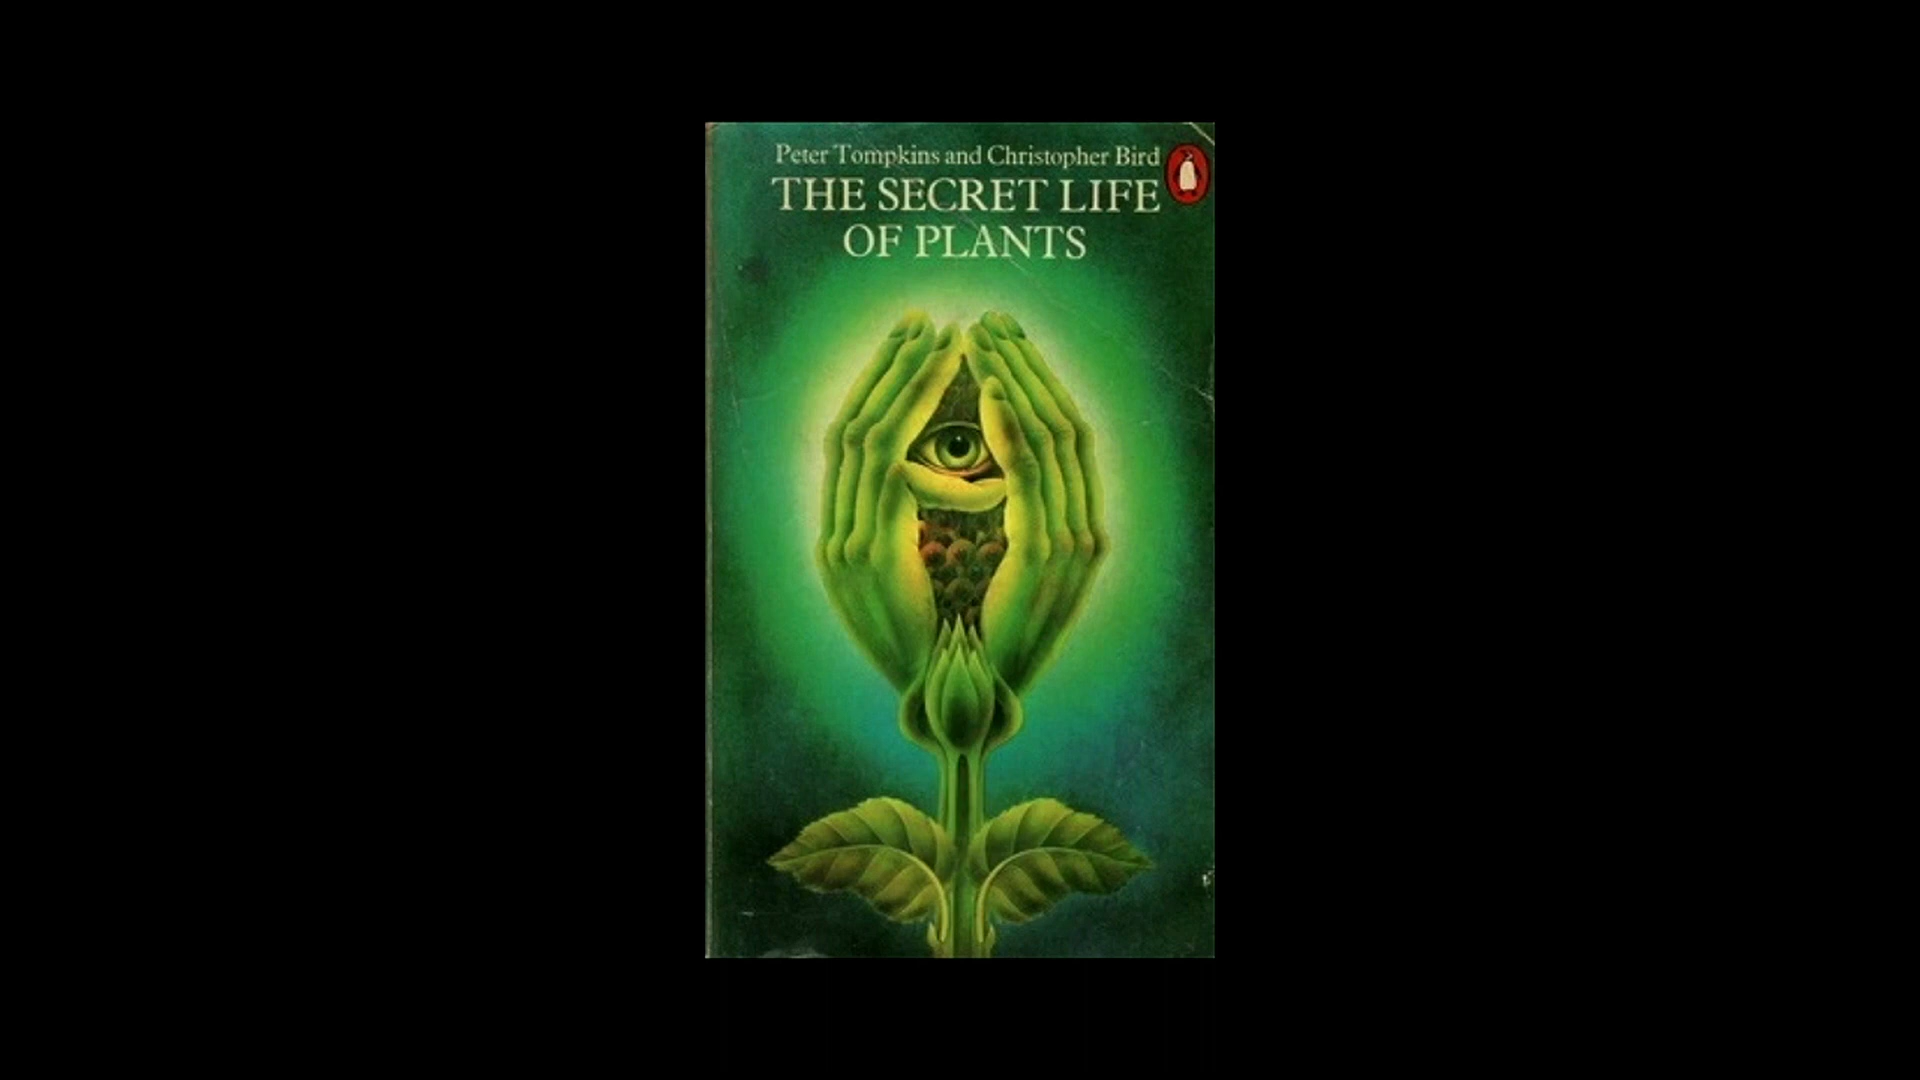 Peter Tompkins and Christopher Bird
THE SECRET LIFE
OF PLANTS